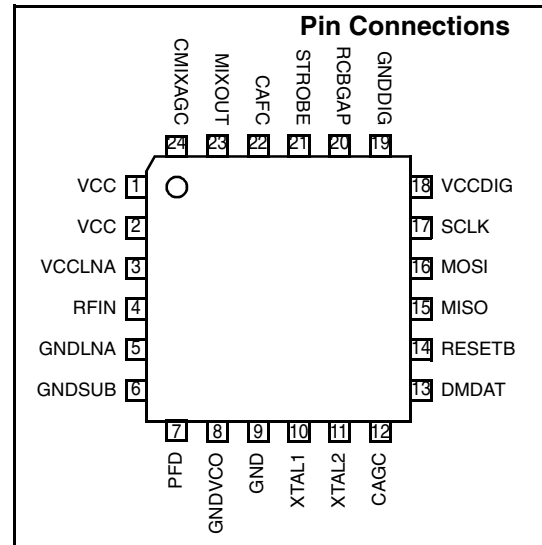 Pin Connections
CMIXAGC
MIXOUT
CAFC
STROBE
RCBGAP
GNDDIG
24 23 22 21 20 19
VCC 1
VCC 2
VCCLNA 3
RFIN 4
GNDLNA 5
GNDSUB 6
18 VCCDIG
17 SCLK
16 MOSI
15 MISO
14 RESETB
13 DMDAT
7 8 9 10 11 12
PFD
GNDVCO
GND
XTAL1
XTAL2
CAGC